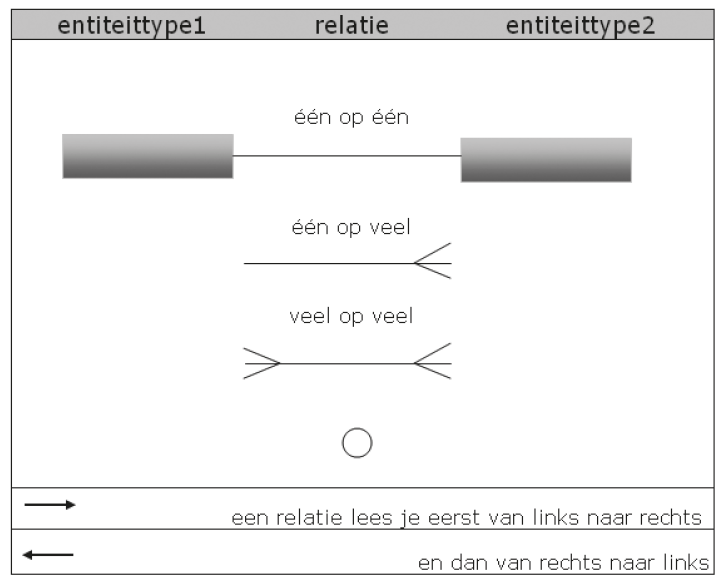 entiteittype1 relatie entiteittype2
één op één
één op veel
veel op veel
een relatie lees je eerst van links naar rechts
en dan van rechts naar links